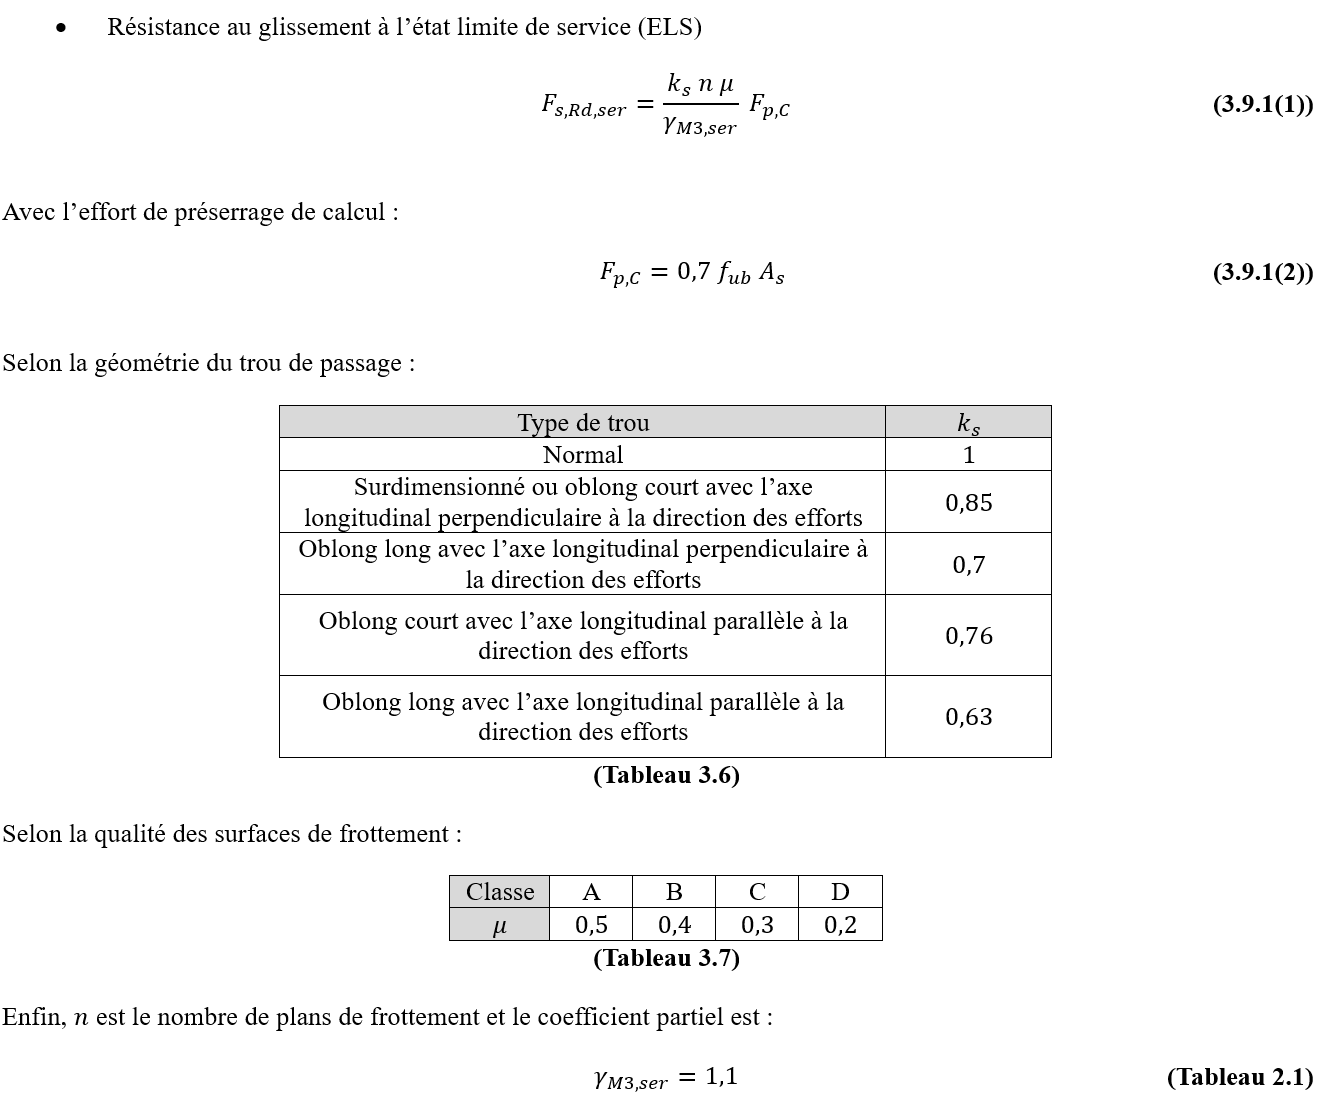 • Résistance au glissement à l’état limite de service (ELS)
F_{s,Rd,ser} = \frac{k_s n μ}{γ_{M3,ser}} F_{p,C} (3.9.1(1))
Avec l’effort de préserrage de calcul :
F_{p,C} = 0,7 f_{ub} A_s (3.9.1(2))
Selon la géométrie du trou de passage :
Type de trou k_s
Normal 1
Surdimensionné ou oblong court avec l’axe
longitudinal perpendiculaire à la direction des efforts 0,85
Oblong long avec l’axe longitudinal perpendiculaire à
la direction des efforts 0,7
Oblong court avec l’axe longitudinal parallèle à la
direction des efforts 0,76
Oblong long avec l’axe longitudinal parallèle à la
direction des efforts 0,63
(Tableau 3.6)
Selon la qualité des surfaces de frottement :
Classe A B C D
μ 0,5 0,4 0,3 0,2
(Tableau 3.7)
Enfin, n est le nombre de plans de frottement et le coefficient partiel est :
γ_{M3,ser} = 1,1 (Tableau 2.1)